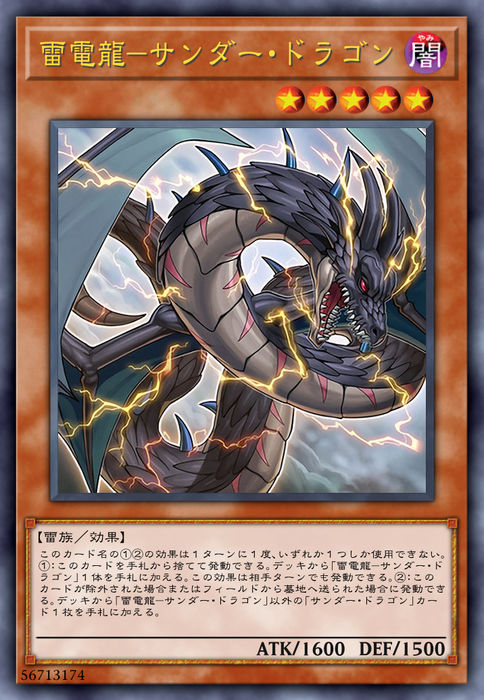 雷電龍－サンダー・ドラゴン
やみ
闇
【雷族／効果】
このカード名の①②の効果は１ターンに１度、いずれか１つしか使用できない。
①：このカードを手札から捨てて発動できる。デッキから「雷電龍－サンダー・ド
ラゴン」１体を手札に加える。この効果は相手ターンでも発動できる。②：この
カードが除外された場合またはフィールドから墓地へ送られた場合に発動でき
る。デッキから「雷電龍－サンダー・ドラゴン」以外の「サンダー・ドラゴン」カー
ド１枚を手札に加える。
ATK/1600 DEF/1500
56713174